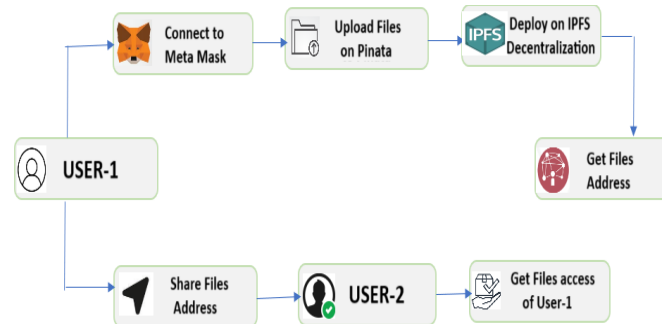 Connect to
Meta Mask
Upload Files
on Pinata
IPFS
Deploy on IPFS
Decentralization
USER-1
Get Files
Address
Share Files
Address
USER-2
Get Files access
of User-1